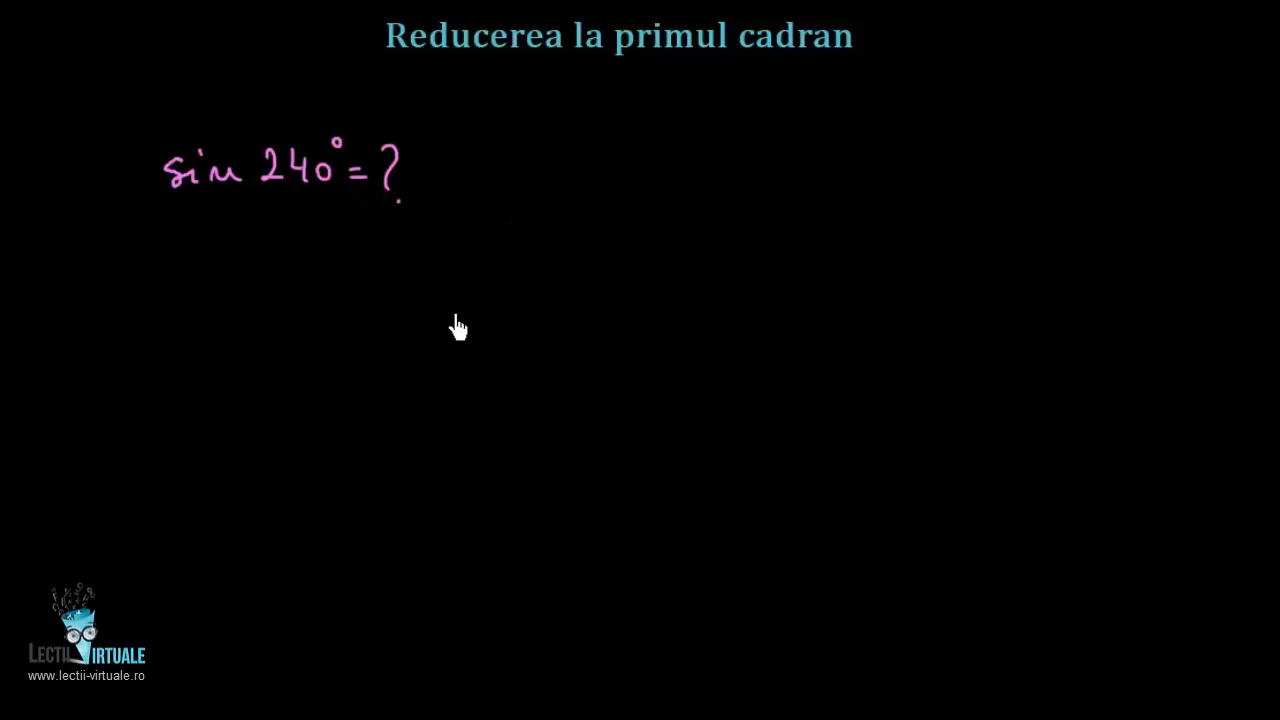 Reducerea la primul cadran
sin 240° = ?
LECTII VIRTUALE
www.lectii-virtuale.ro